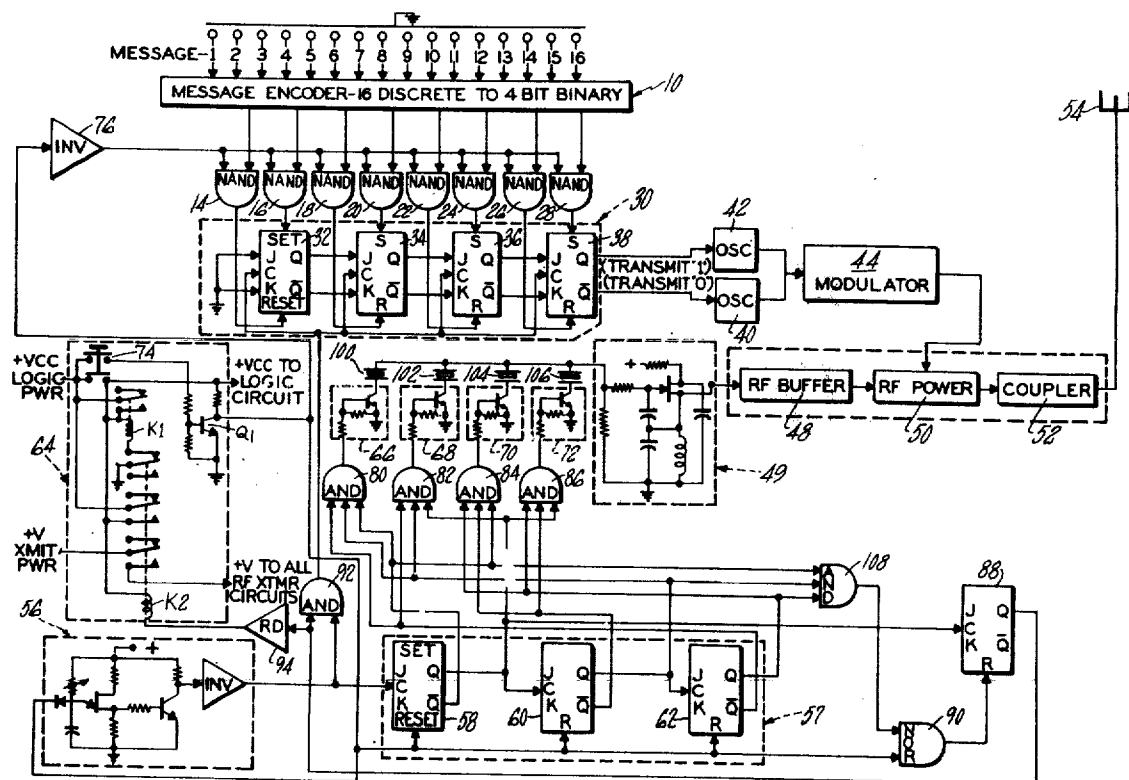 MESSAGE-1 2 3 4 5 6 7 8 9 10 11 12 13 14 15 16
MESSAGE ENCODER-16 DISCRETE TO 4 BIT BINARY
10
54
76
INV
NAND NAND NAND NAND NAND NAND NAND NAND
14 16 18 20 22 24 26 28
30
SET 32 S 34 S 36 S 38
J Q J Q J Q J Q
C C C C
K Q̅ K Q̅ K Q̅ K Q̅
RESET R R R
(TRANSMIT "1")
(TRANSMIT "0")
42
OSC
OSC
40
44
MODULATOR
+VCC
LOGIC
PWR
74
+VCC TO
LOGIC
CIRCUIT
Q1
K1
64
+V
XMIT
PWR
+V TO ALL
RF XTMR
CIRCUITS
K2
100 102 104 106
66 68 70 72
80 82 84 86
AND AND AND AND
+
49
RF BUFFER
48
RF POWER
50
COUPLER
52
92
AND
RD
94
56
+
INV
SET
J Q
C
K Q̅
RESET
58
J Q
C
K Q̅
R
60
J Q
C
K Q̅
R
62
57
AND
108
NOR
90
88
J Q
C
K Q̅
R